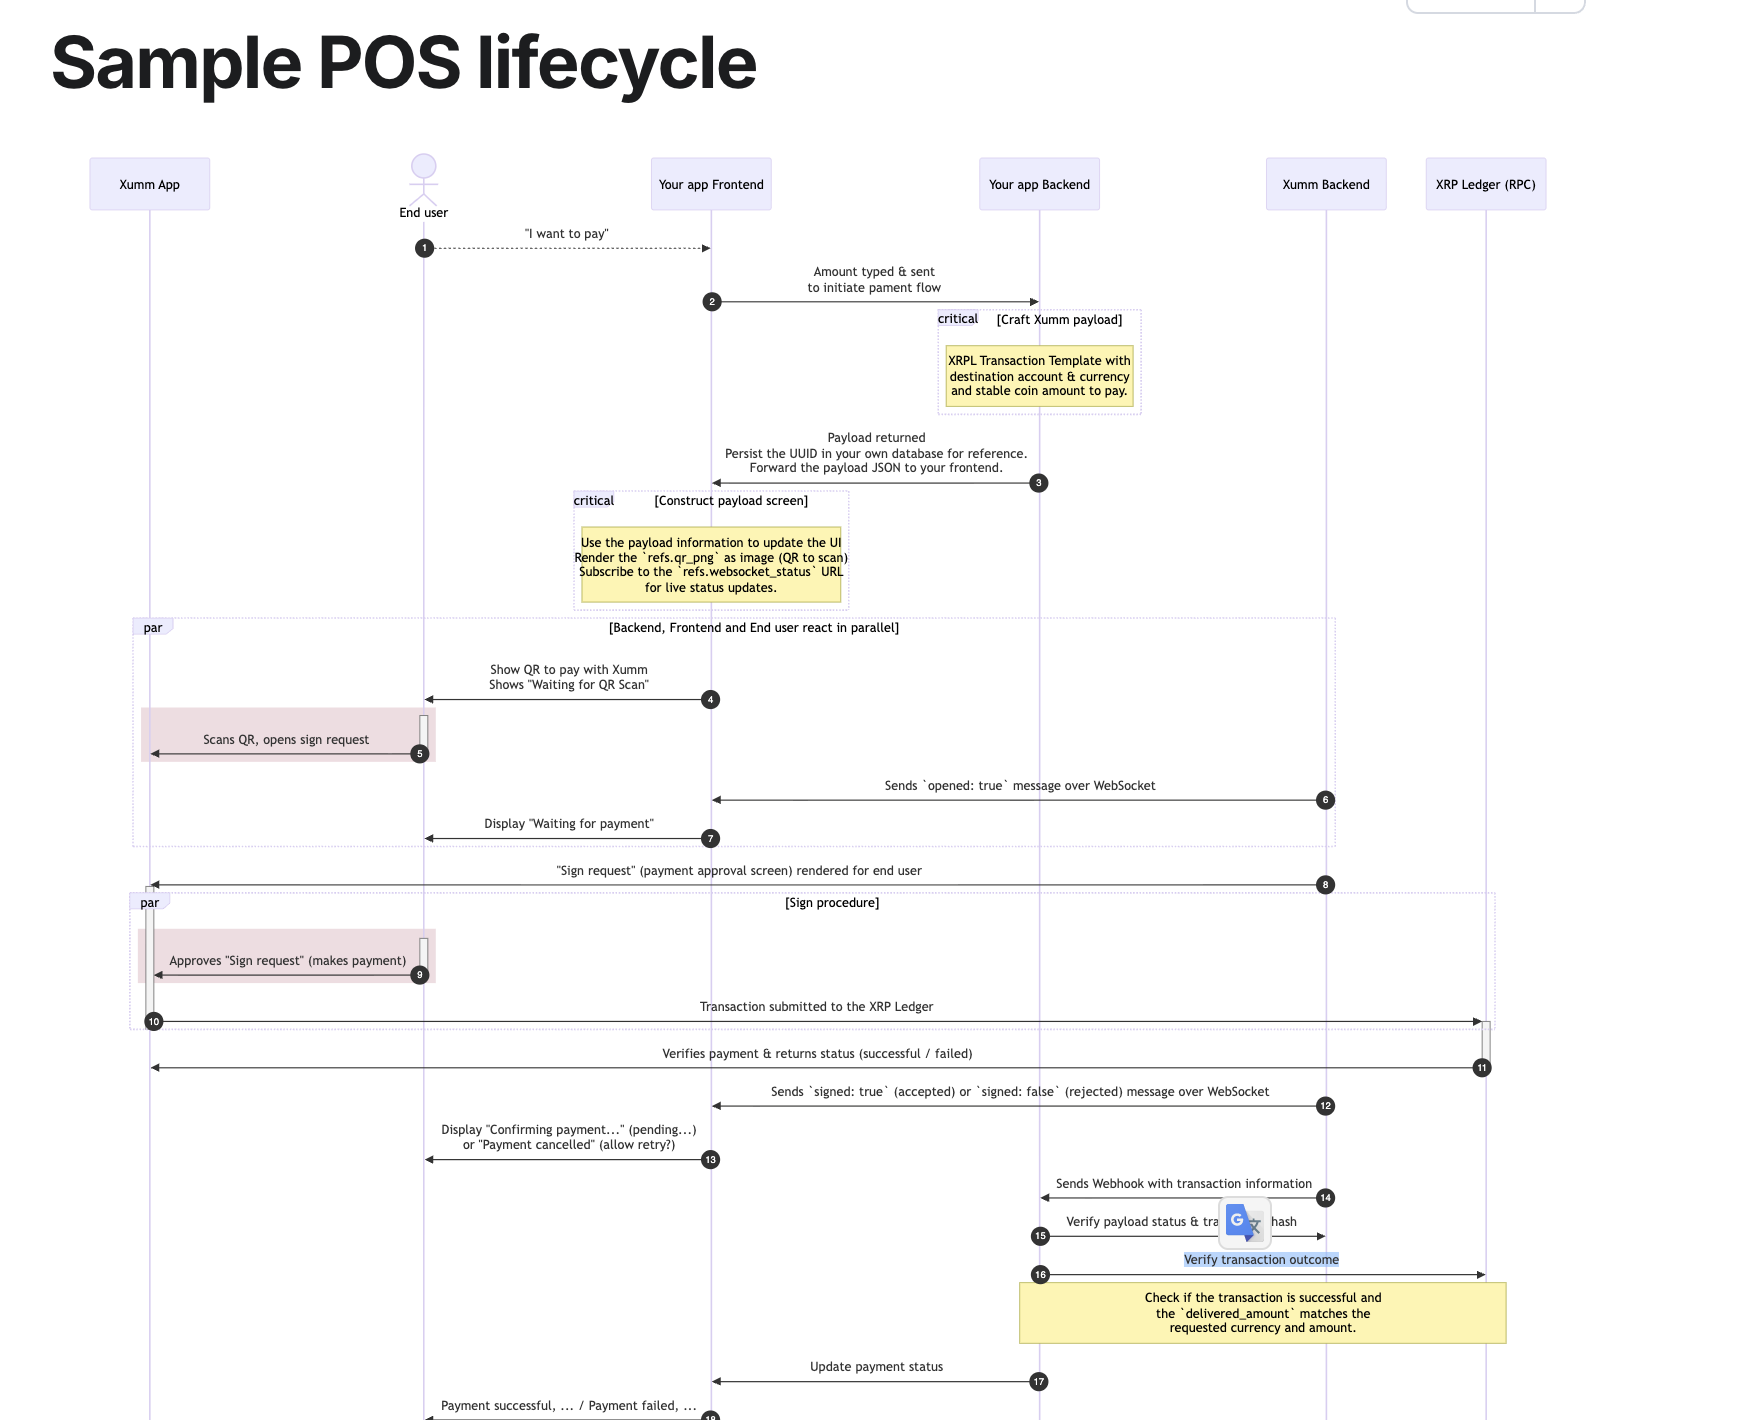 Sample POS lifecycle
Xumm App
End user
Your app Frontend
Your app Backend
Xumm Backend
XRP Ledger (RPC)
"I want to pay"
1
Amount typed & sent
to initiate pament flow
2
critical
[Craft Xumm payload]
XRPL Transaction Template with
destination account & currency
and stable coin amount to pay.
Payload returned
Persist the UUID in your own database for reference.
Forward the payload JSON to your frontend.
3
critical
[Construct payload screen]
Use the payload information to update the UI
Render the `refs.qr_png` as image (QR to scan)
Subscribe to the `refs.websocket_status` URL
for live status updates.
par
[Backend, Frontend and End user react in parallel]
Show QR to pay with Xumm
Shows "Waiting for QR Scan"
4
Scans QR, opens sign request
5
Sends `opened: true` message over WebSocket
6
Display "Waiting for payment"
7
"Sign request" (payment approval screen) rendered for end user
8
par
[Sign procedure]
Approves "Sign request" (makes payment)
9
Transaction submitted to the XRP Ledger
10
Verifies payment & returns status (successful / failed)
11
Sends `signed: true` (accepted) or `signed: false` (rejected) message over WebSocket
12
Display "Confirming payment..." (pending...)
or "Payment cancelled" (allow retry?)
13
Sends Webhook with transaction information
14
Verify payload status & tra hash
G 文
15
Verify transaction outcome
16
Check if the transaction is successful and
the `delivered_amount` matches the
requested currency and amount.
Update payment status
17
Payment successful, ... / Payment failed, ...
18